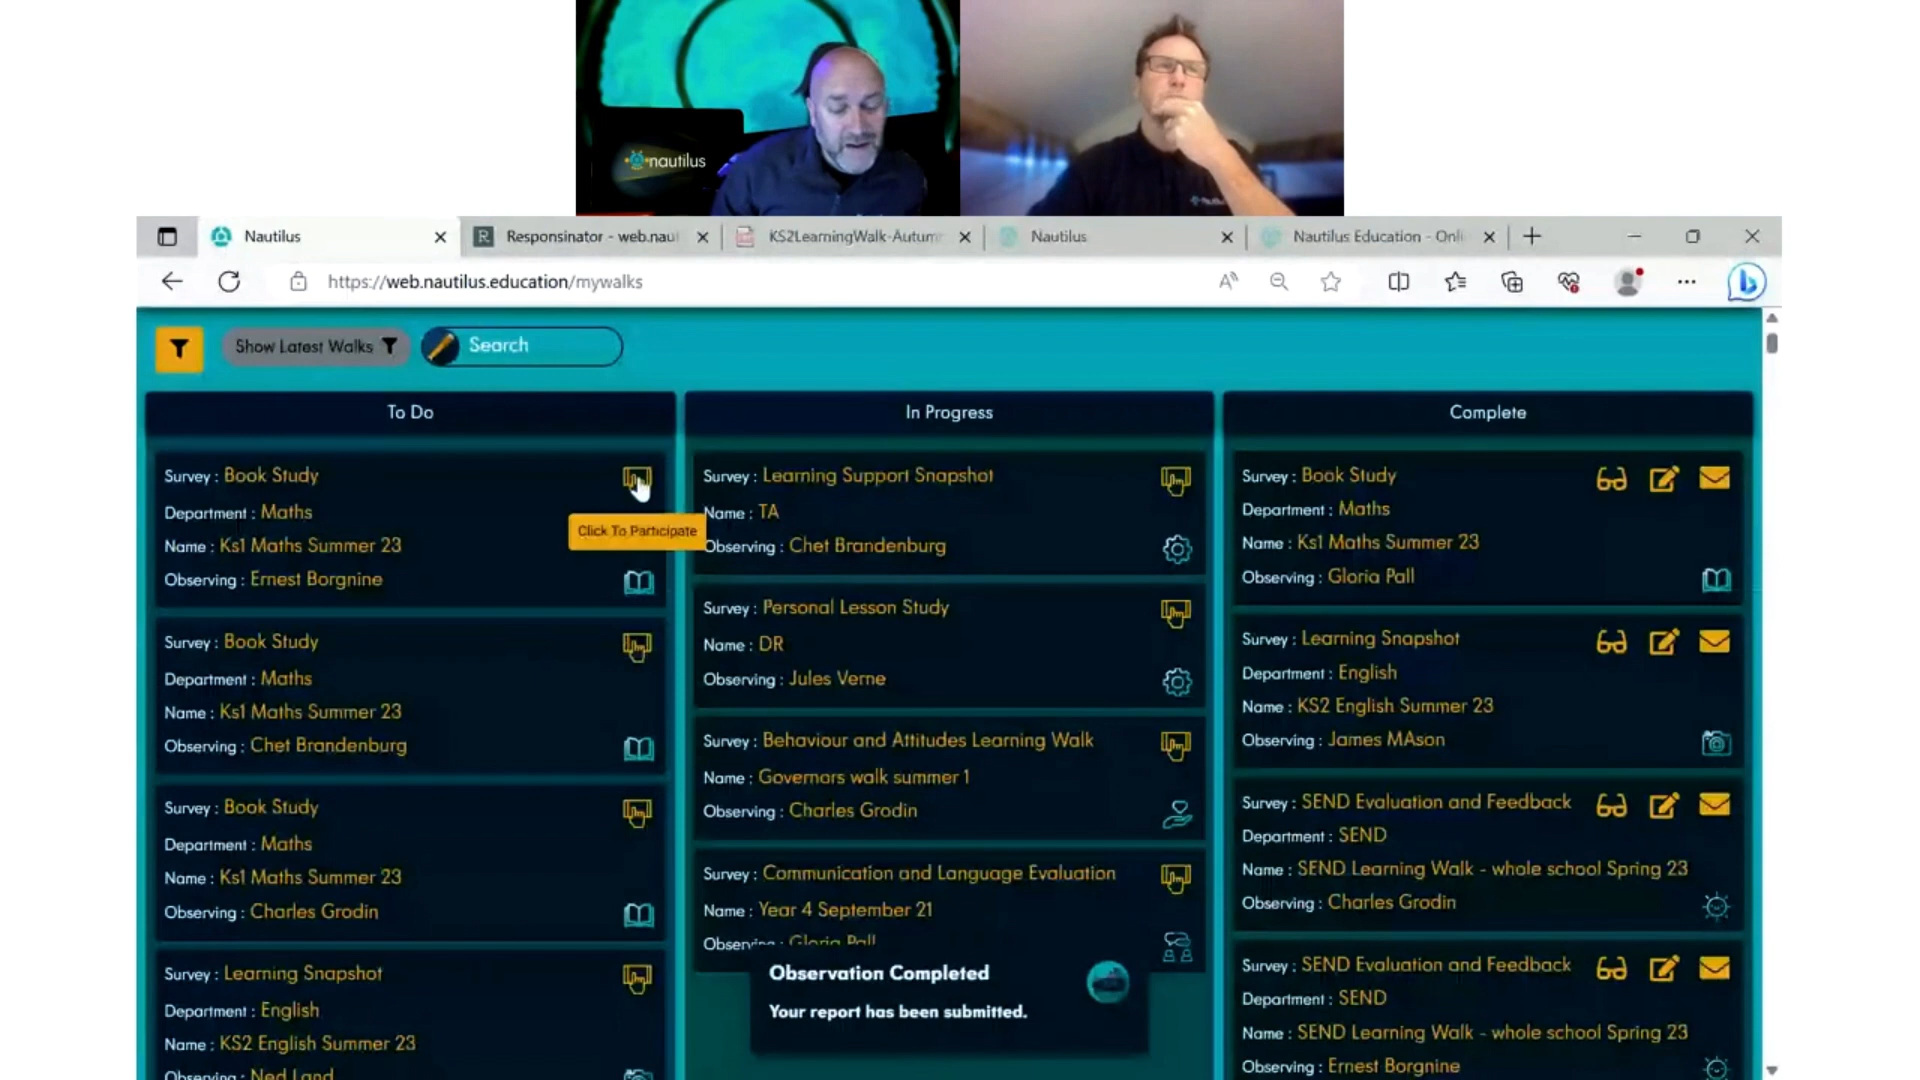 nautilus
Nautilus
Responsinator - web.naut
KS2LearningWalk-Autum
Nautilus
Nautilus Education - Onli
https://web.nautilus.education/mywalks
Show Latest Walks
Search
To Do
Survey : Book Study
Department : Maths
Name : Ks1 Maths Summer 23
Observing : Ernest Borgnine
Click To Participate
Survey : Book Study
Department : Maths
Name : Ks1 Maths Summer 23
Observing : Chet Brandenburg
Survey : Book Study
Department : Maths
Name : Ks1 Maths Summer 23
Observing : Charles Grodin
Survey : Learning Snapshot
Department : English
Name : KS2 English Summer 23
Observing : Ned Land
In Progress
Survey : Learning Support Snapshot
Name : TA
Observing : Chet Brandenburg
Survey : Personal Lesson Study
Name : DR
Observing : Jules Verne
Survey : Behaviour and Attitudes Learning Walk
Name : Governors walk summer 1
Observing : Charles Grodin
Survey : Communication and Language Evaluation
Name : Year 4 September 21
Observing : Gloria Pall
Observation Completed
Your report has been submitted.
Complete
Survey : Book Study
Department : Maths
Name : Ks1 Maths Summer 23
Observing : Gloria Pall
Survey : Learning Snapshot
Department : English
Name : KS2 English Summer 23
Observing : James MAson
Survey : SEND Evaluation and Feedback
Department : SEND
Name : SEND Learning Walk - whole school Spring 23
Observing : Charles Grodin
Survey : SEND Evaluation and Feedback
Department : SEND
Name : SEND Learning Walk - whole school Spring 23
Observing : Ernest Borgnine